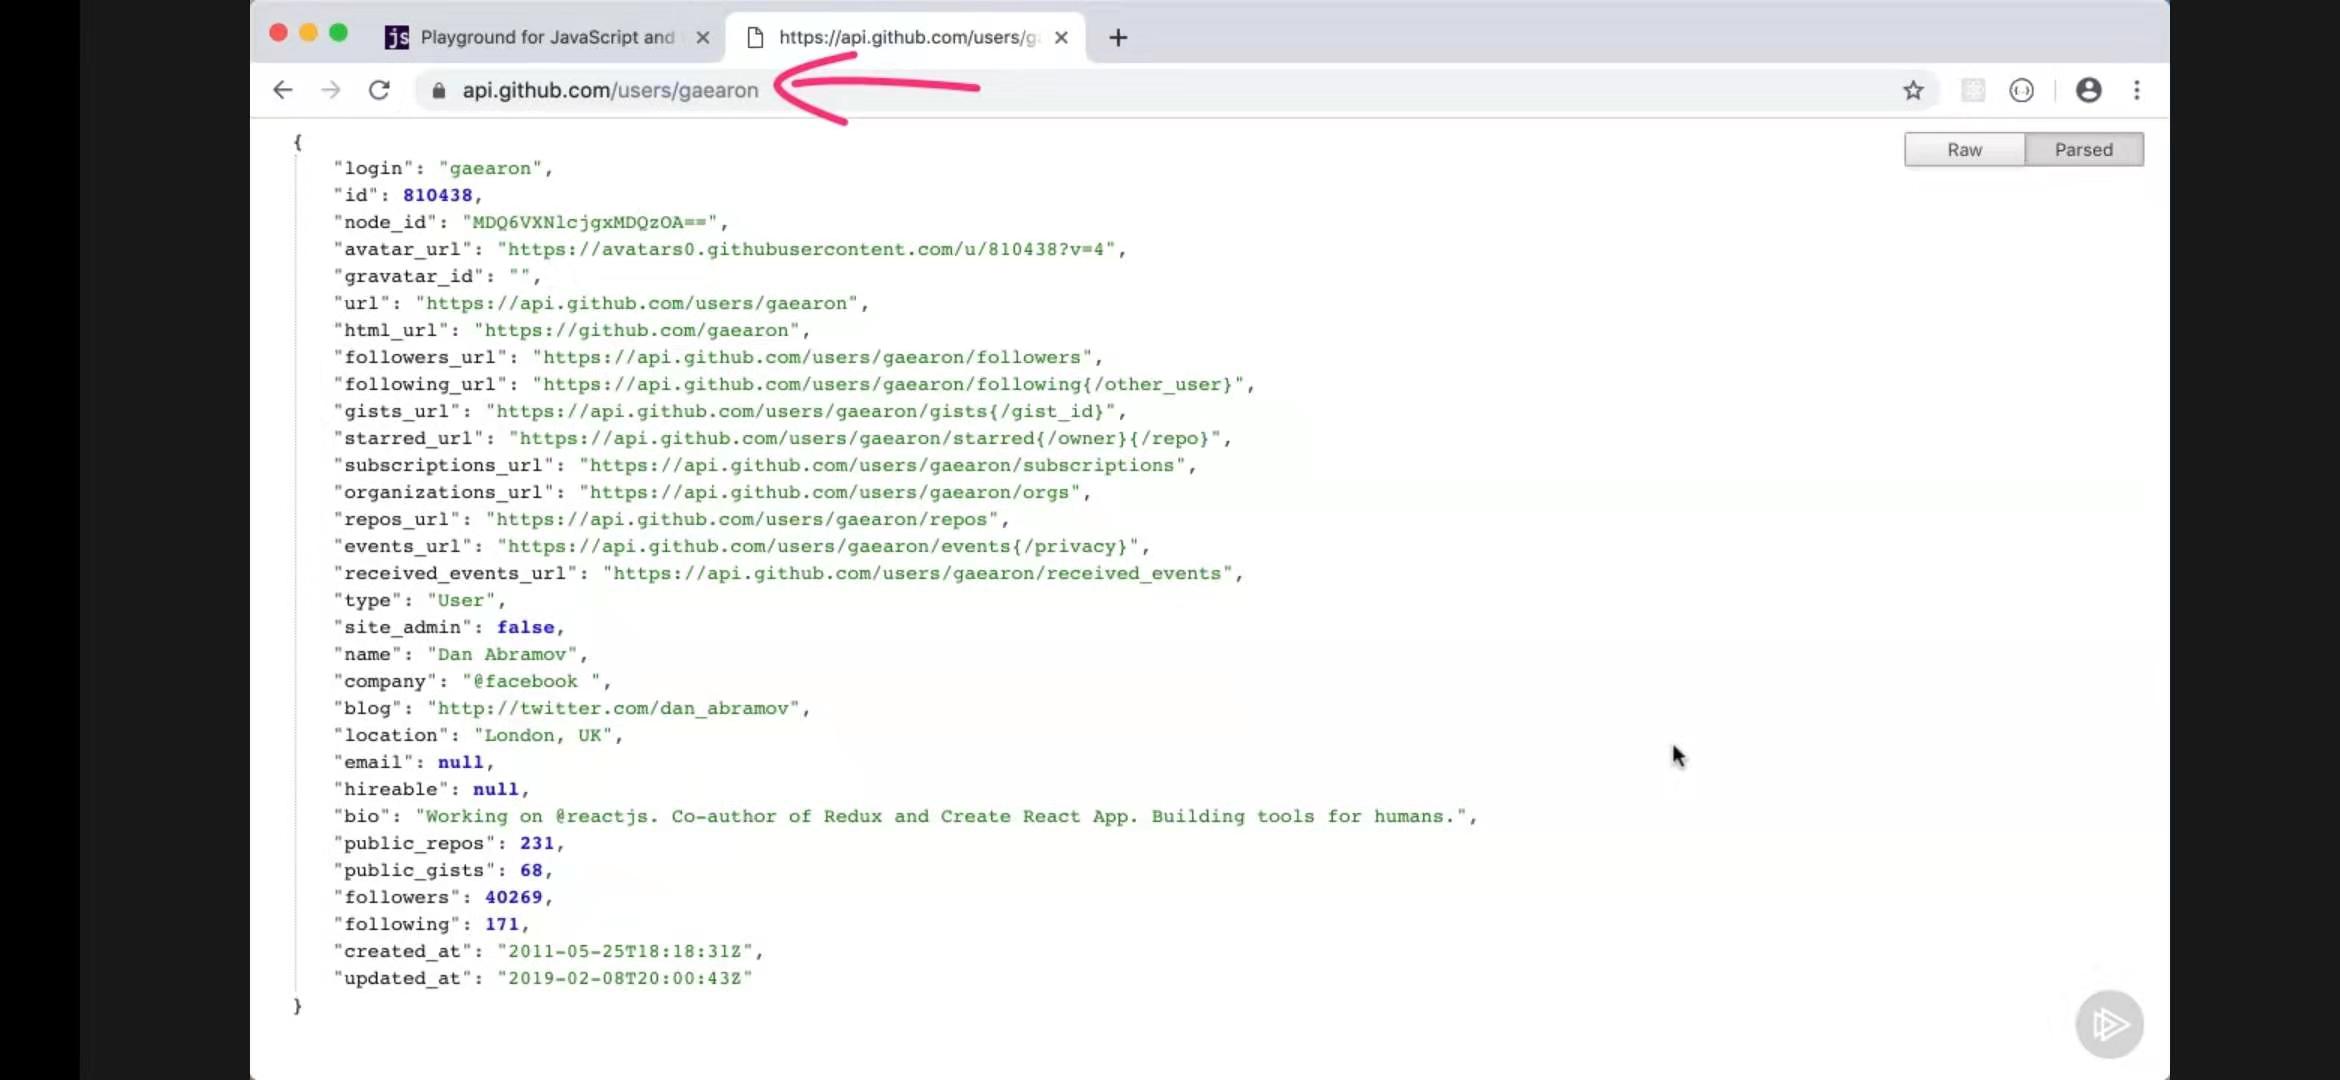 js Playground for JavaScript and
https://api.github.com/users/g
api.github.com/users/gaearon
Raw Parsed
{
"login": "gaearon",
"id": 810438,
"node_id": "MDQ6VXNlcjgxMDQzOA==",
"avatar_url": "https://avatars0.githubusercontent.com/u/810438?v=4",
"gravatar_id": "",
"url": "https://api.github.com/users/gaearon",
"html_url": "https://github.com/gaearon",
"followers_url": "https://api.github.com/users/gaearon/followers",
"following_url": "https://api.github.com/users/gaearon/following{/other_user}",
"gists_url": "https://api.github.com/users/gaearon/gists{/gist_id}",
"starred_url": "https://api.github.com/users/gaearon/starred{/owner}{/repo}",
"subscriptions_url": "https://api.github.com/users/gaearon/subscriptions",
"organizations_url": "https://api.github.com/users/gaearon/orgs",
"repos_url": "https://api.github.com/users/gaearon/repos",
"events_url": "https://api.github.com/users/gaearon/events{/privacy}",
"received_events_url": "https://api.github.com/users/gaearon/received_events",
"type": "User",
"site_admin": false,
"name": "Dan Abramov",
"company": "@facebook ",
"blog": "http://twitter.com/dan_abramov",
"location": "London, UK",
"email": null,
"hireable": null,
"bio": "Working on @reactjs. Co-author of Redux and Create React App. Building tools for humans.",
"public_repos": 231,
"public_gists": 68,
"followers": 40269,
"following": 171,
"created_at": "2011-05-25T18:18:31Z",
"updated_at": "2019-02-08T20:00:43Z"
}